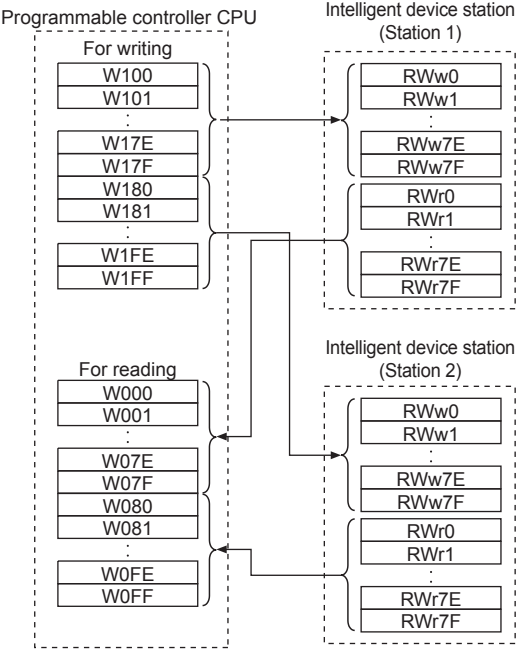 Programmable controller CPU
For writing
W100
W101
:
W17E
W17F
W180
W181
:
W1FE
W1FF
For reading
W000
W001
:
W07E
W07F
W080
W081
:
W0FE
W0FF
Intelligent device station
(Station 1)
RWw0
RWw1
:
RWw7E
RWw7F
RWr0
RWr1
:
RWr7E
RWr7F
Intelligent device station
(Station 2)
RWw0
RWw1
:
RWw7E
RWw7F
RWr0
RWr1
:
RWr7E
RWr7F